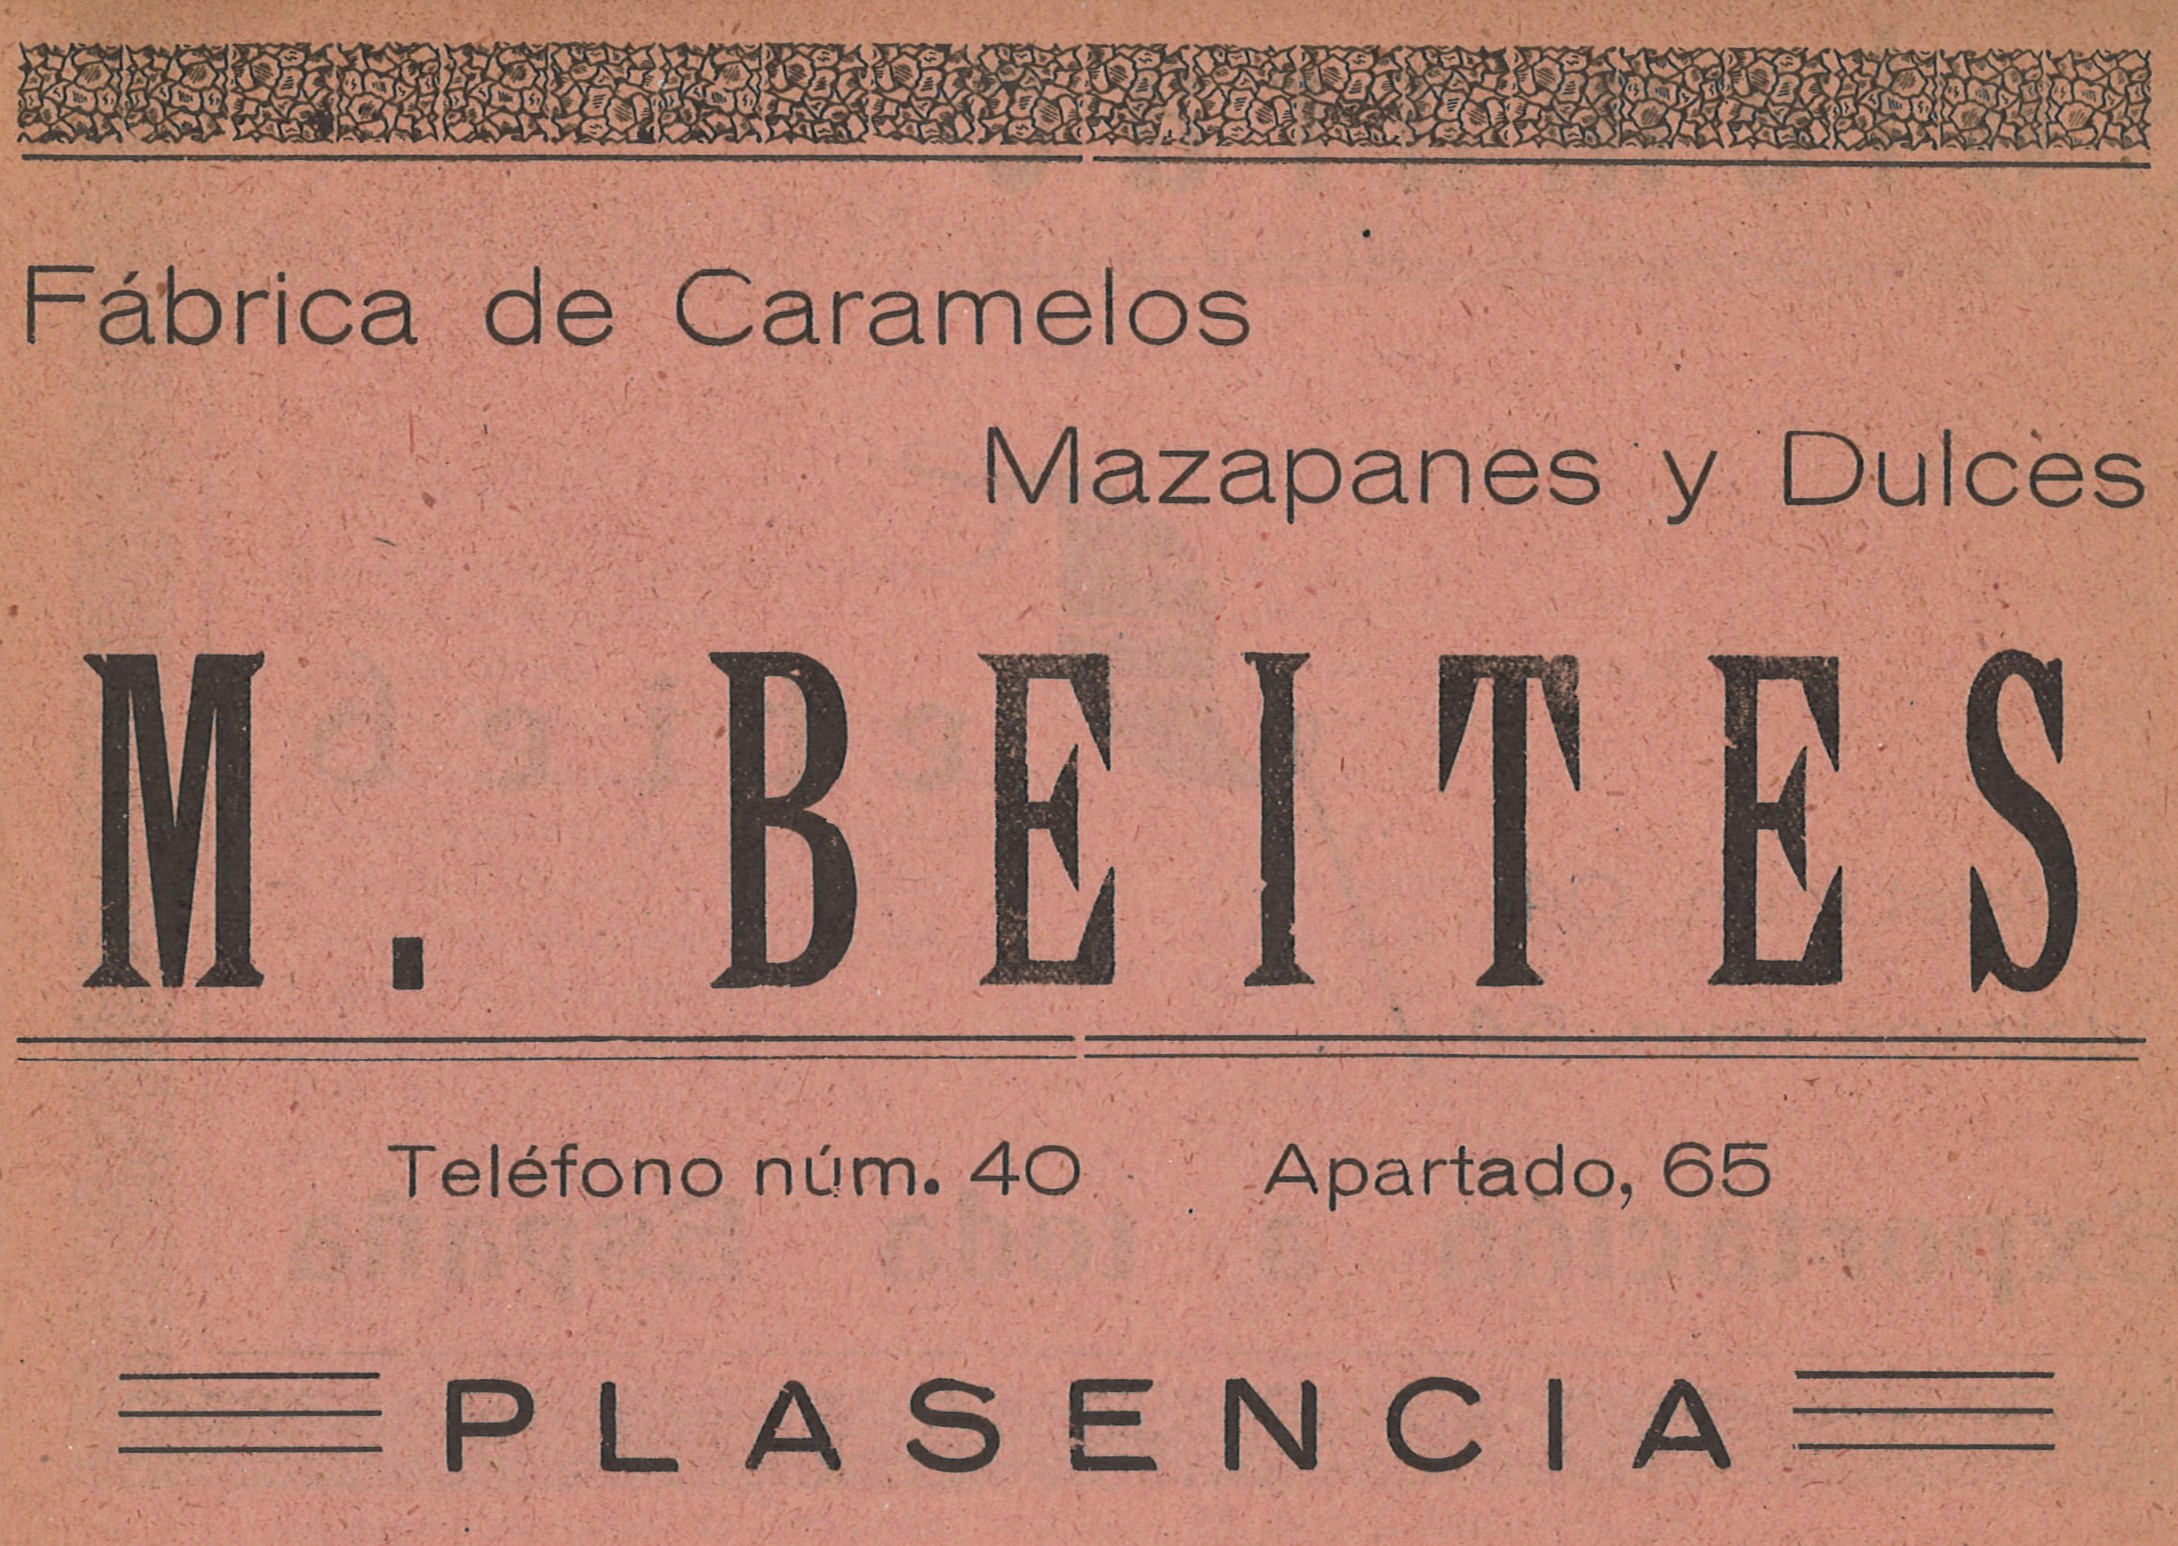 Fábrica de Caramelos
Mazapanes y Dulces
M. BEITES
Teléfono núm. 40 Apartado, 65
PLASENCIA